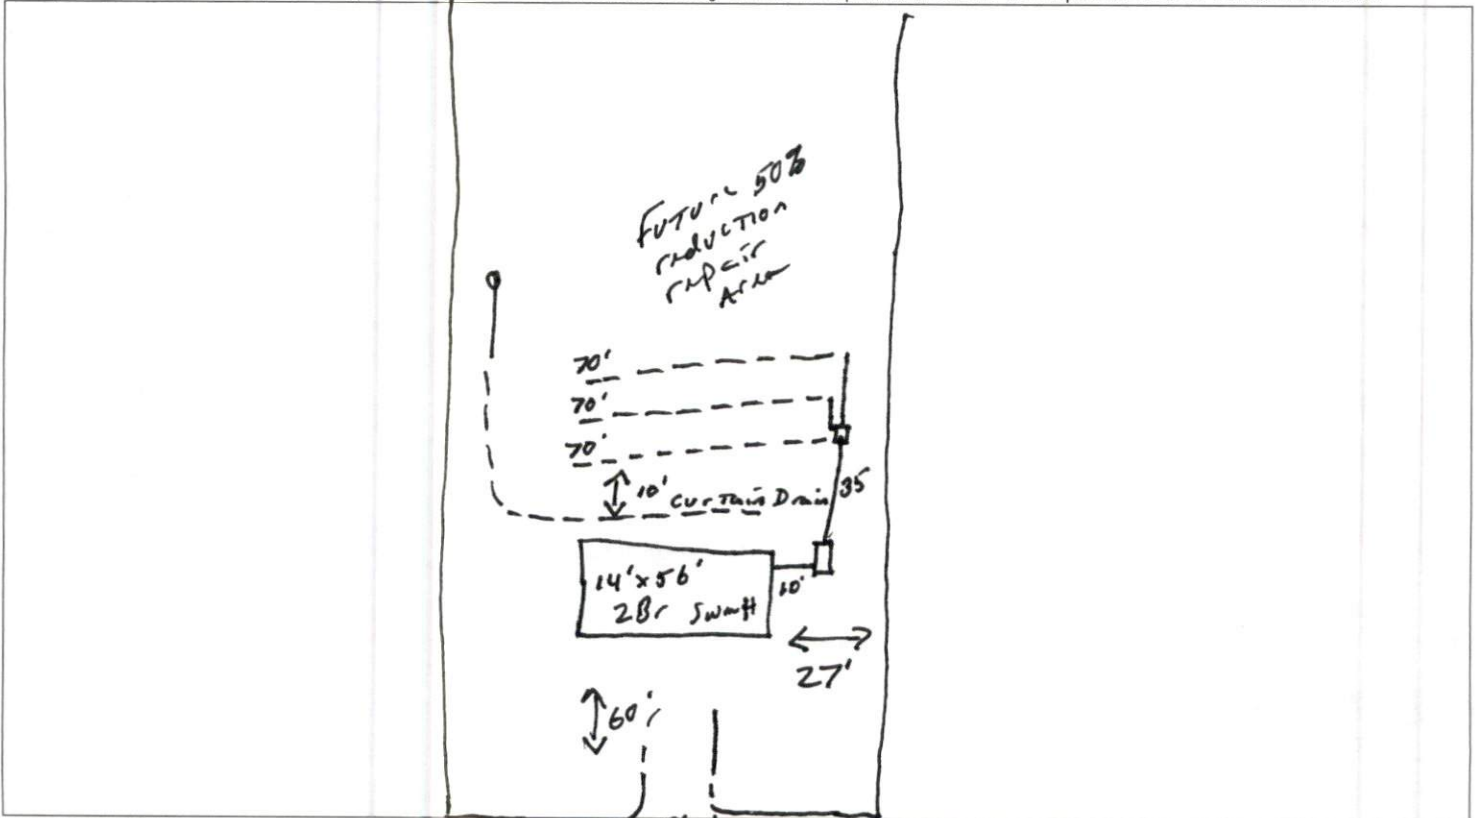 Future 50%
reduction
repair
Area
70'
70'
70'
10' Curtain Drain
35
14'x56'
2Br SWMH
10'
27'
60'